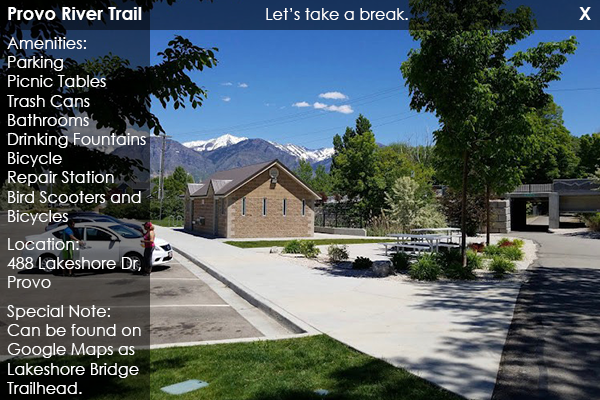 Provo River Trail
Let's take a break.
X
Amenities:
Parking
Picnic Tables
Trash Cans
Bathrooms
Drinking Fountains
Bicycle
Repair Station
Bird Scooters and
Bicycles
Location:
488 Lakeshore Dr,
Provo
Special Note:
Can be found on
Google Maps as
Lakeshore Bridge
Trailhead.